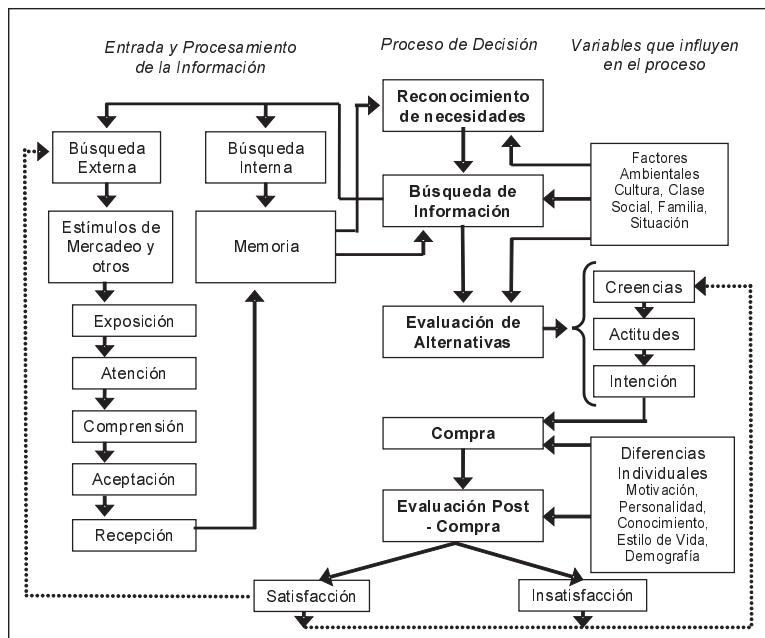 Entrada y Procesamiento
de la Información
Proceso de Decisión
Variables que influyen
en el proceso
Búsqueda
Externa
Estímulos de
Mercadeo y
otros
Exposición
Atención
Comprensión
Aceptación
Recepción
Búsqueda
Interna
Memoria
Reconocimiento
de necesidades
Búsqueda de
Información
Evaluación de
Alternativas
Compra
Evaluación Post
- Compra
Satisfacción
Insatisfacción
Factores
Ambientales
Cultura, Clase
Social, Familia,
Situación
Creencias
Actitudes
Intención
Diferencias
Individuales
Motivación,
Personalidad,
Conocimiento,
Estilo de Vida,
Demografía